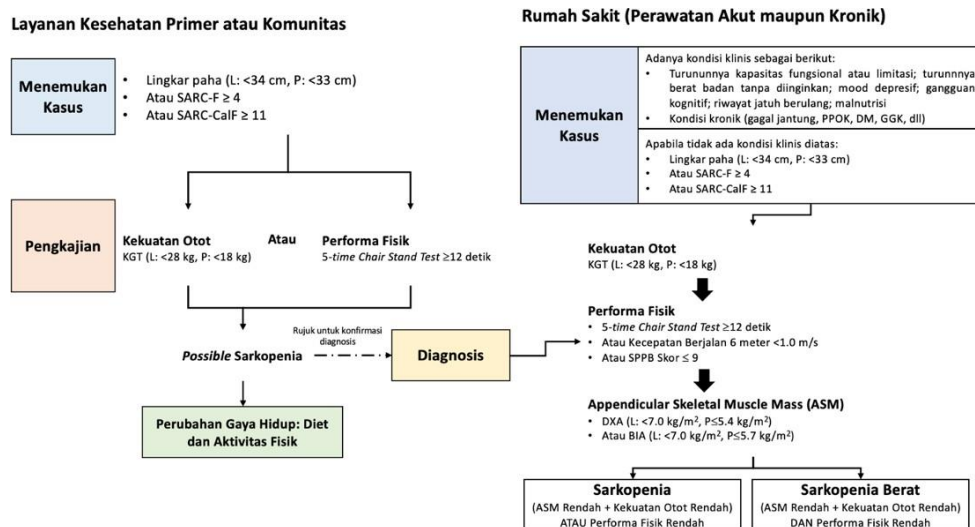 Layanan Kesehatan Primer atau Komunitas
Menemukan
Kasus
• Lingkar paha (L: <34 cm, P: <33 cm)
• Atau SARC-F ≥ 4
• Atau SARC-CalF ≥ 11
Pengkajian
Kekuatan Otot
KGT (L: <28 kg, P: <18 kg)
Atau
Performa Fisik
5-time Chair Stand Test ≥12 detik
Possible Sarkopenia
Rujuk untuk konfirmasi
diagnosis
Diagnosis
Perubahan Gaya Hidup: Diet
dan Aktivitas Fisik
Rumah Sakit (Perawatan Akut maupun Kronik)
Menemukan
Kasus
Adanya kondisi klinis sebagai berikut:
• Turununnya kapasitas fungsional atau limitasi; turunnnya
berat badan tanpa diinginkan; mood depresif; gangguan
kognitif; riwayat jatuh berulang; malnutrisi
• Kondisi kronik (gagal jantung, PPOK, DM, GGK, dll)
Apabila tidak ada kondisi klinis diatas:
• Lingkar paha (L: <34 cm, P: <33 cm)
• Atau SARC-F ≥ 4
• Atau SARC-CalF ≥ 11
Kekuatan Otot
KGT (L: <28 kg, P: <18 kg)
Performa Fisik
• 5-time Chair Stand Test ≥12 detik
• Atau Kecepatan Berjalan 6 meter <1.0 m/s
• Atau SPPB Skor ≤ 9
Appendicular Skeletal Muscle Mass (ASM)
• DXA (L: <7.0 kg/m², P≤5.4 kg/m²)
• Atau BIA (L: <7.0 kg/m², P≤5.7 kg/m²)
Sarkopenia
(ASM Rendah + Kekuatan Otot Rendah)
ATAU Performa Fisik Rendah
Sarkopenia Berat
(ASM Rendah + Kekuatan Otot Rendah)
DAN Performa Fisik Rendah